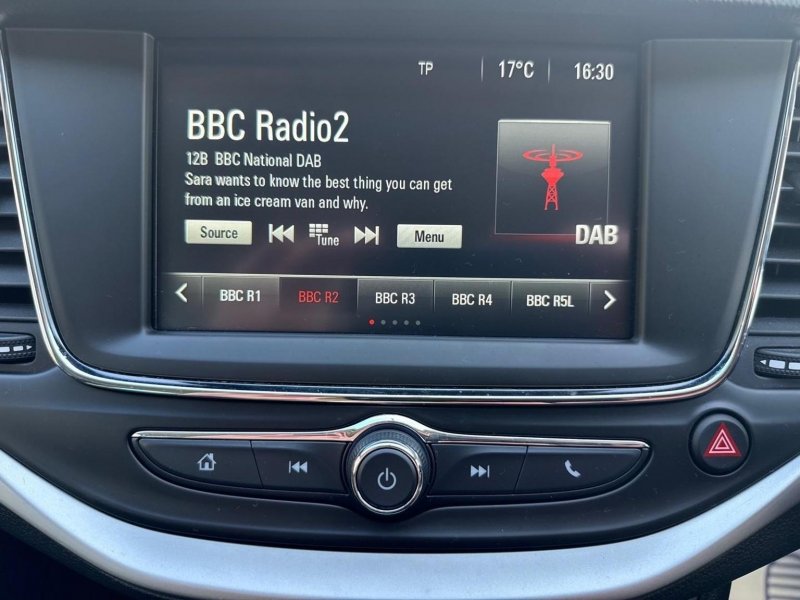 TP 17°C 16:30
BBC Radio2
12B BBC National DAB
Sara wants to know the best thing you can get
from an ice cream van and why.
DAB
Source Tune Menu
BBC R1 BBC R2 BBC R3 BBC R4 BBC R5L